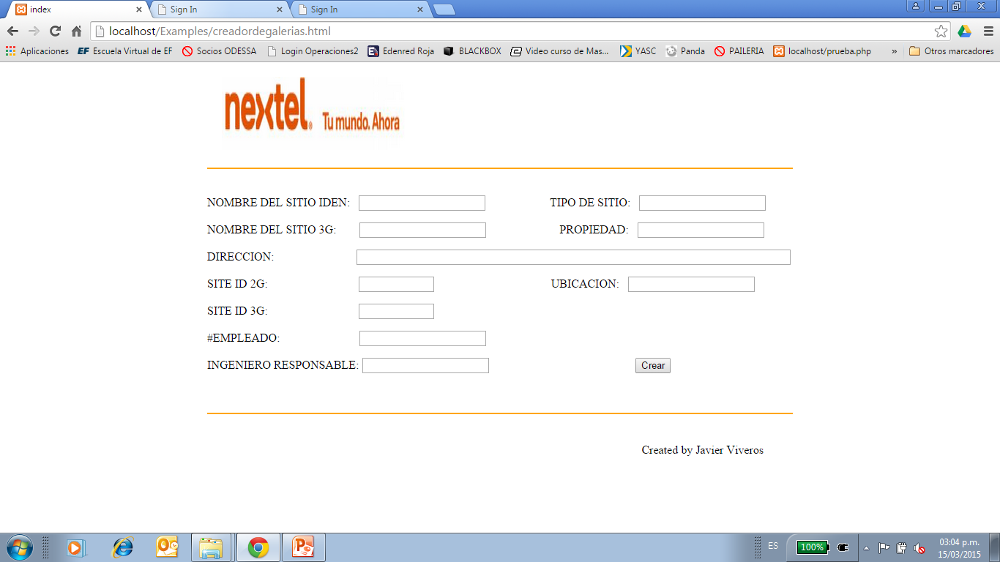 index
Sign In
Sign In
localhost/Examples/creadordegalerias.html
Aplicaciones
EF Escuela Virtual de EF
Socios ODESSA
Login Operaciones2
Edenred Roja
BLACKBOX
Video curso de Mas...
YASC
Panda
PAILERIA
localhost/prueba.php
»
Otros marcadores
nextel® Tu mundo. Ahora
NOMBRE DEL SITIO IDEN:
TIPO DE SITIO:
NOMBRE DEL SITIO 3G:
PROPIEDAD:
DIRECCION:
SITE ID 2G:
UBICACION:
SITE ID 3G:
#EMPLEADO:
INGENIERO RESPONSABLE:
Crear
Created by Javier Viveros
ES
100%
03:04 p.m.
15/03/2015